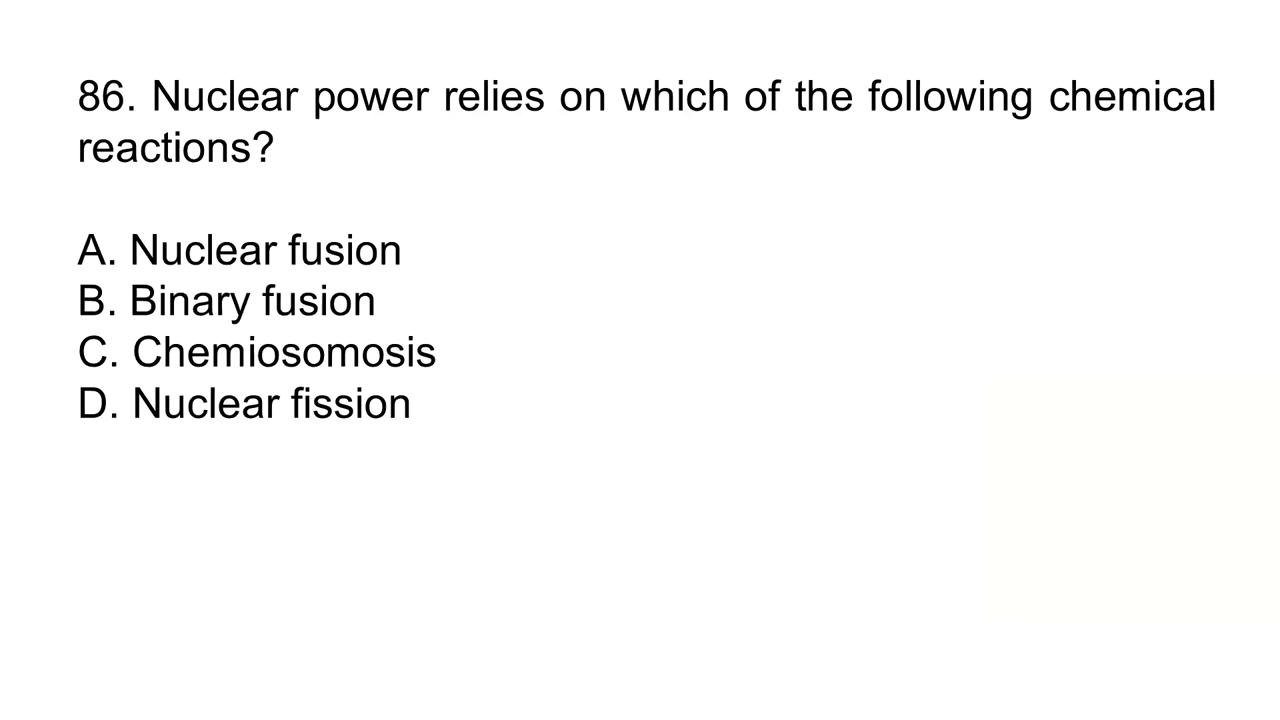 86. Nuclear power relies on which of the following chemical
reactions?
A. Nuclear fusion
B. Binary fusion
C. Chemiosomosis
D. Nuclear fission